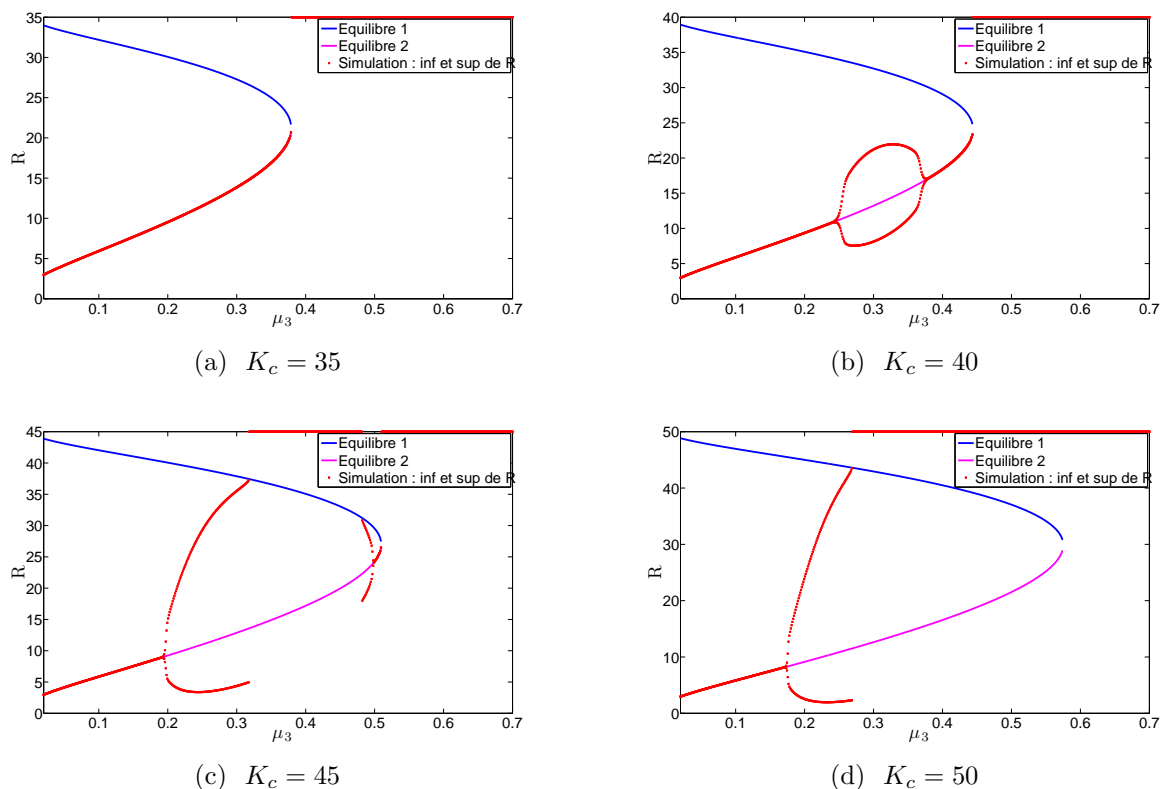 35
30
25
20
15
10
5
0
R
0.1 0.2 0.3 0.4 0.5 0.6 0.7
μ3
Equilibre 1
Equilibre 2
Simulation : inf et sup de R
(a) Kc = 35
40
35
30
25
20
15
10
5
0
R
0.1 0.2 0.3 0.4 0.5 0.6 0.7
μ3
Equilibre 1
Equilibre 2
Simulation : inf et sup de R
(b) Kc = 40
45
40
35
30
25
20
15
10
5
0
R
0.1 0.2 0.3 0.4 0.5 0.6 0.7
μ3
Equilibre 1
Equilibre 2
Simulation : inf et sup de R
(c) Kc = 45
50
40
30
20
10
0
R
0.1 0.2 0.3 0.4 0.5 0.6 0.7
μ3
Equilibre 1
Equilibre 2
Simulation : inf et sup de R
(d) Kc = 50